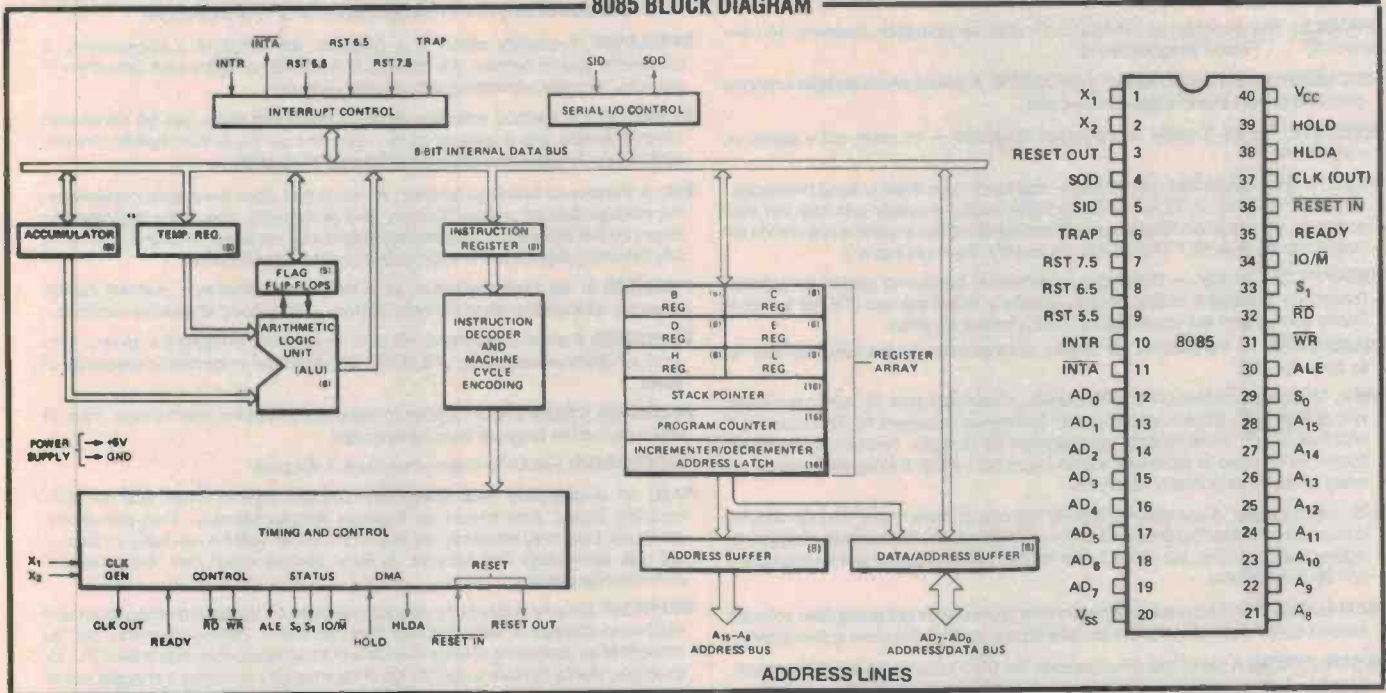 8085 BLOCK DIAGRAM
INTR
INTA
RST 5.5
RST 6.5
RST 7.5
TRAP
SID
SOD
INTERRUPT CONTROL
SERIAL I/O CONTROL
8-BIT INTERNAL DATA BUS
ACCUMULATOR (8)
TEMP. REG. (8)
INSTRUCTION
REGISTER (8)
FLAG (5)
FLIP-FLOPS
ARITHMETIC
LOGIC
UNIT
(ALU)
(8)
INSTRUCTION
DECODER
AND
MACHINE
CYCLE
ENCODING
B (8)
REG.
C (8)
REG.
D (8)
REG.
E (8)
REG.
H (8)
REG.
L (8)
REG.
STACK POINTER (16)
PROGRAM COUNTER (16)
INCREMENTER/DECREMENTER
ADDRESS LATCH (16)
REGISTER
ARRAY
POWER
SUPPLY
+5V
GND
TIMING AND CONTROL
X₁
X₂
CLK
GEN
CONTROL
STATUS
DMA
RESET
CLK OUT
READY
RD
WR
ALE
S₀
S₁
IO/M
HOLD
HLDA
RESET IN
RESET OUT
ADDRESS BUFFER (8)
DATA/ADDRESS BUFFER (8)
A₁₅-A₈
ADDRESS BUS
AD₇-AD₀
ADDRESS/DATA BUS
ADDRESS LINES
X₁ 1 40 VCC
X₂ 2 39 HOLD
RESET OUT 3 38 HLDA
SOD 4 37 CLK (OUT)
SID 5 36 RESET IN
TRAP 6 35 READY
RST 7.5 7 34 IO/M
RST 6.5 8 33 S₁
RST 5.5 9 32 RD
INTR 10 8085 31 WR
INTA 11 30 ALE
AD₀ 12 29 S₀
AD₁ 13 28 A₁₅
AD₂ 14 27 A₁₄
AD₃ 15 26 A₁₃
AD₄ 16 25 A₁₂
AD₅ 17 24 A₁₁
AD₆ 18 23 A₁₀
AD₇ 19 22 A₉
VSS 20 21 A₈